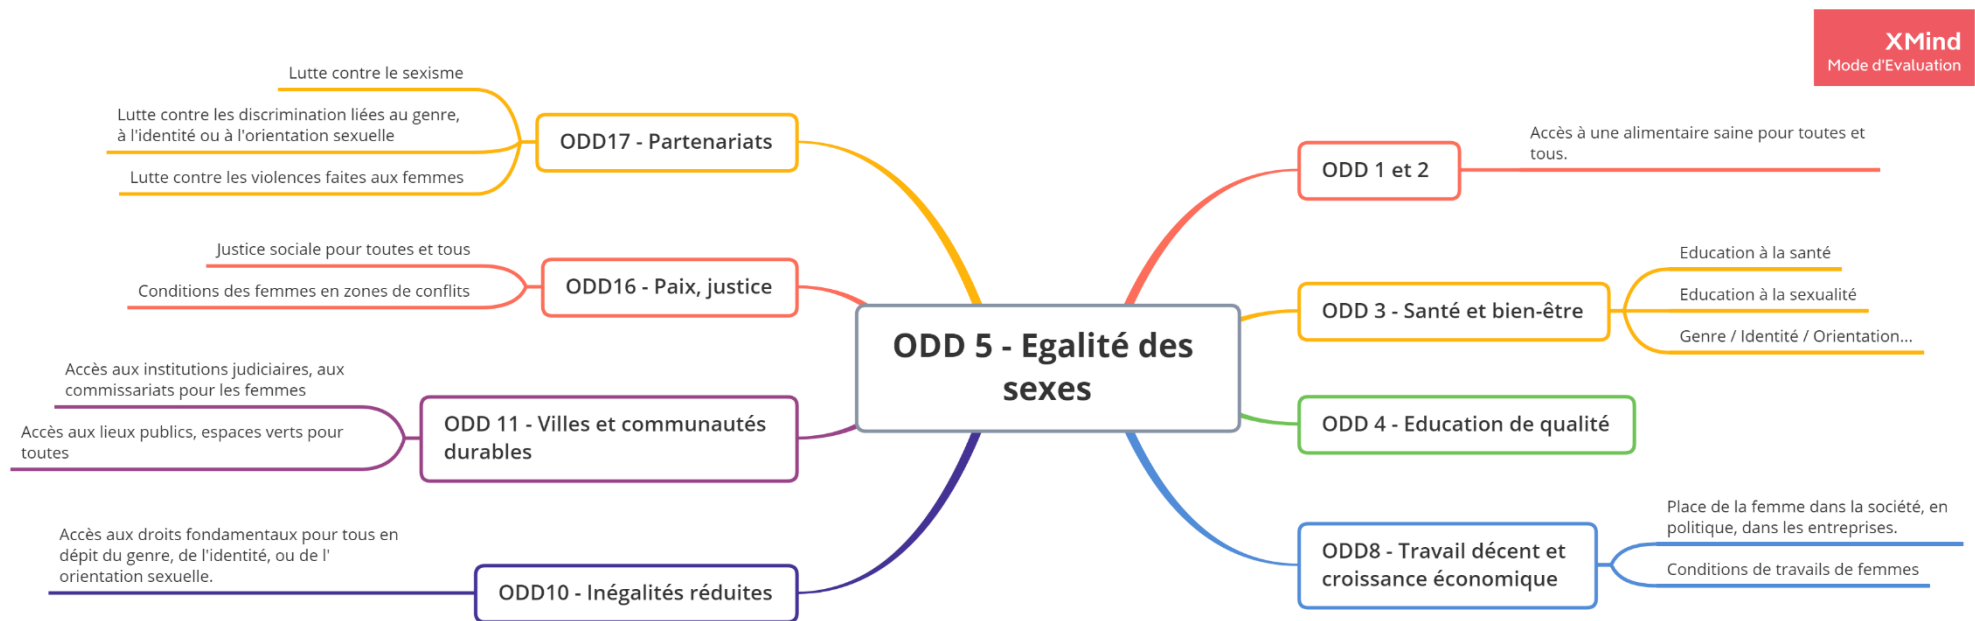 XMind
Mode d'Evaluation
ODD 5 - Egalité des
sexes
ODD 1 et 2
Accès à une alimentaire saine pour toutes et
tous.
ODD 3 - Santé et bien-être
Education à la santé
Education à la sexualité
Genre / Identité / Orientation...
ODD 4 - Education de qualité
ODD8 - Travail décent et
croissance économique
Place de la femme dans la société, en
politique, dans les entreprises.
Conditions de travails de femmes
ODD17 - Partenariats
Lutte contre le sexisme
Lutte contre les discrimination liées au genre,
à l'identité ou à l'orientation sexuelle
Lutte contre les violences faites aux femmes
ODD16 - Paix, justice
Justice sociale pour toutes et tous
Conditions des femmes en zones de conflits
ODD 11 - Villes et communautés
durables
Accès aux institutions judiciaires, aux
commissariats pour les femmes
Accès aux lieux publics, espaces verts pour
toutes
ODD10 - Inégalités réduites
Accès aux droits fondamentaux pour tous en
dépit du genre, de l'identité, ou de l'
orientation sexuelle.